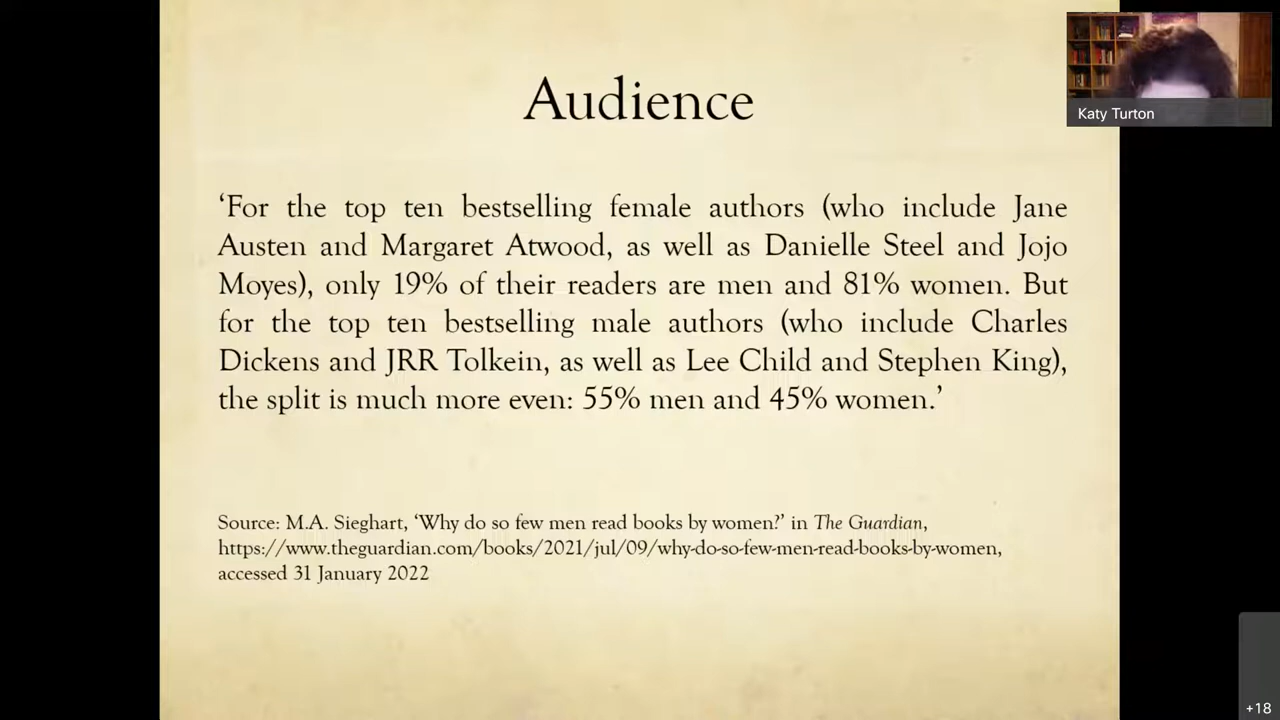 Audience
Katy Turton
‘For the top ten bestselling female authors (who include Jane
Austen and Margaret Atwood, as well as Danielle Steel and Jojo
Moyes), only 19% of their readers are men and 81% women. But
for the top ten bestselling male authors (who include Charles
Dickens and JRR Tolkein, as well as Lee Child and Stephen King),
the split is much more even: 55% men and 45% women.’
Source: M.A. Sieghart, ‘Why do so few men read books by women?’ in The Guardian,
https://www.theguardian.com/books/2021/jul/09/why-do-so-few-men-read-books-by-women,
accessed 31 January 2022
+18